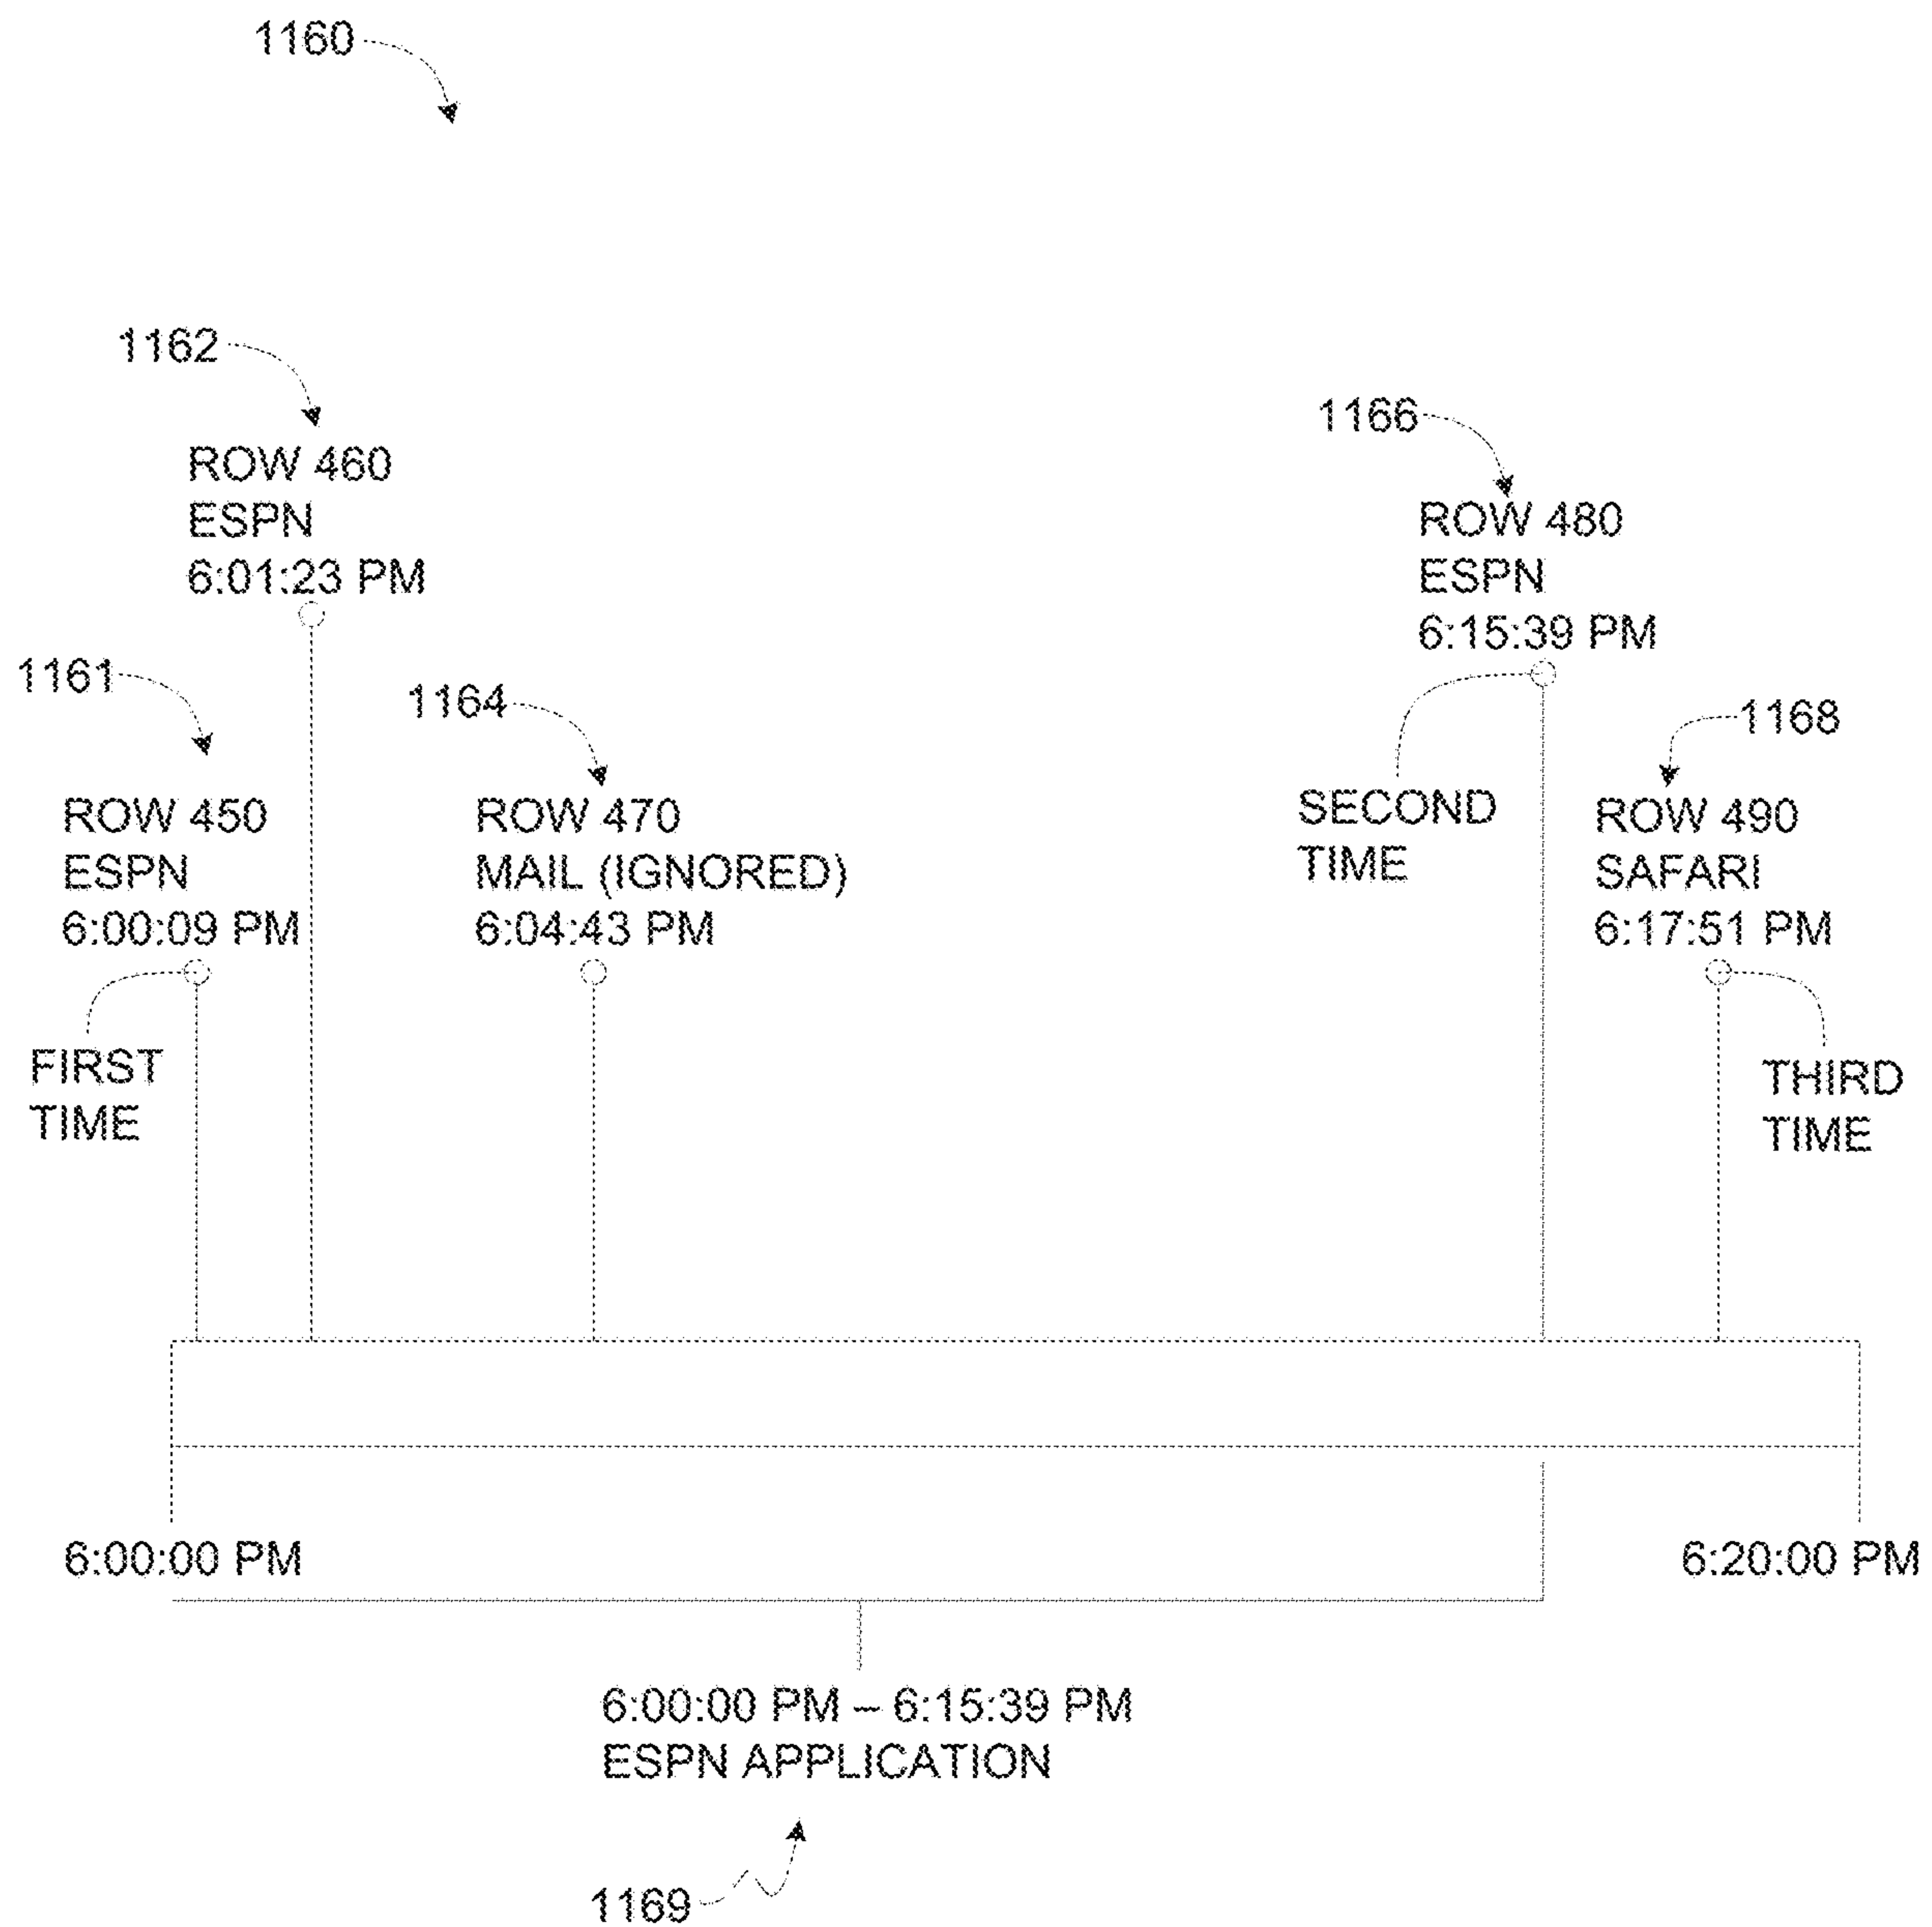 1160
1162
ROW 460
ESPN
6:01:23 PM
1166
ROW 480
ESPN
6:15:39 PM
1161
ROW 450
ESPN
6:00:09 PM
FIRST
TIME
1164
ROW 470
MAIL (IGNORED)
6:04:43 PM
SECOND
TIME
1168
ROW 490
SAFARI
6:17:51 PM
THIRD
TIME
6:00:00 PM
6:20:00 PM
6:00:00 PM – 6:15:39 PM
ESPN APPLICATION
1169